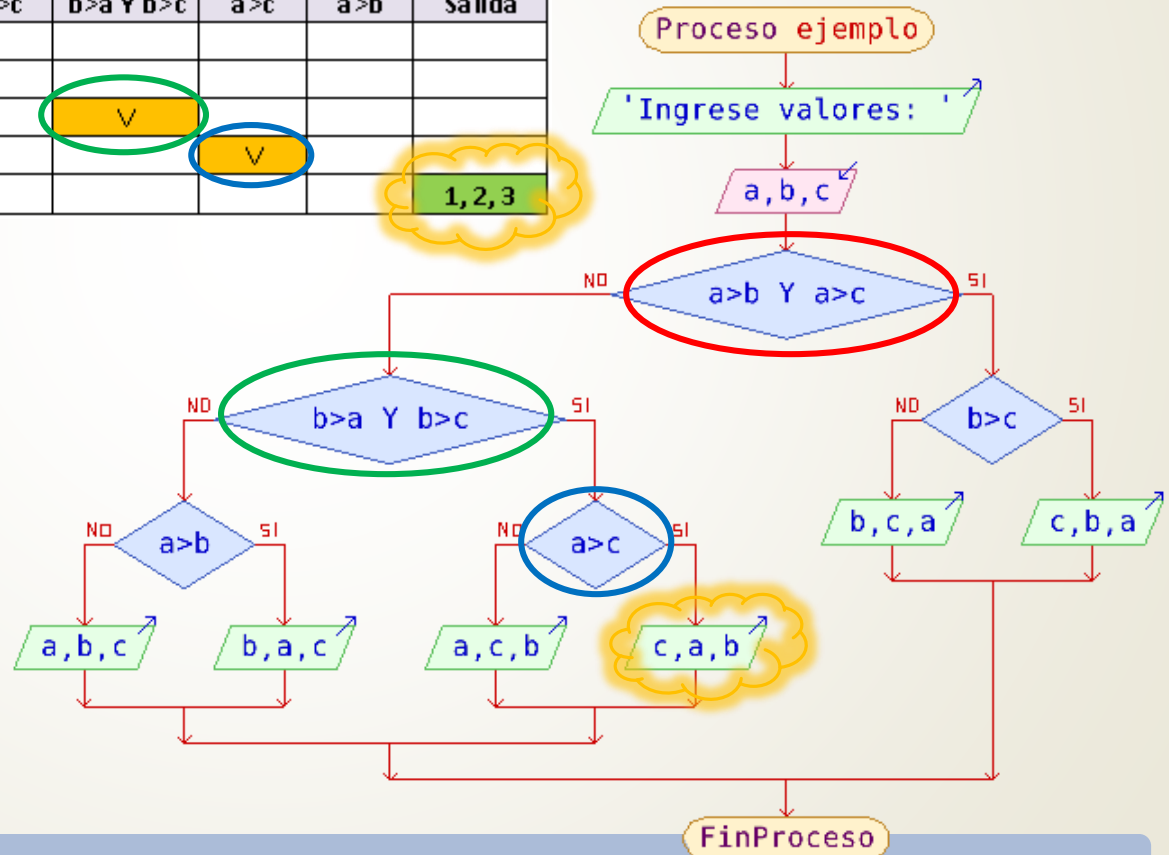 b>a Y b>c a>c a>b Salida
V
V
1,2,3
Proceso ejemplo
'Ingrese valores: '
a,b,c
NO a>b Y a>c SI
NO b>a Y b>c SI
NO b>c SI
b,c,a c,b,a
NO a>b SI
NO a>c SI
a,b,c b,a,c a,c,b c,a,b
FinProceso